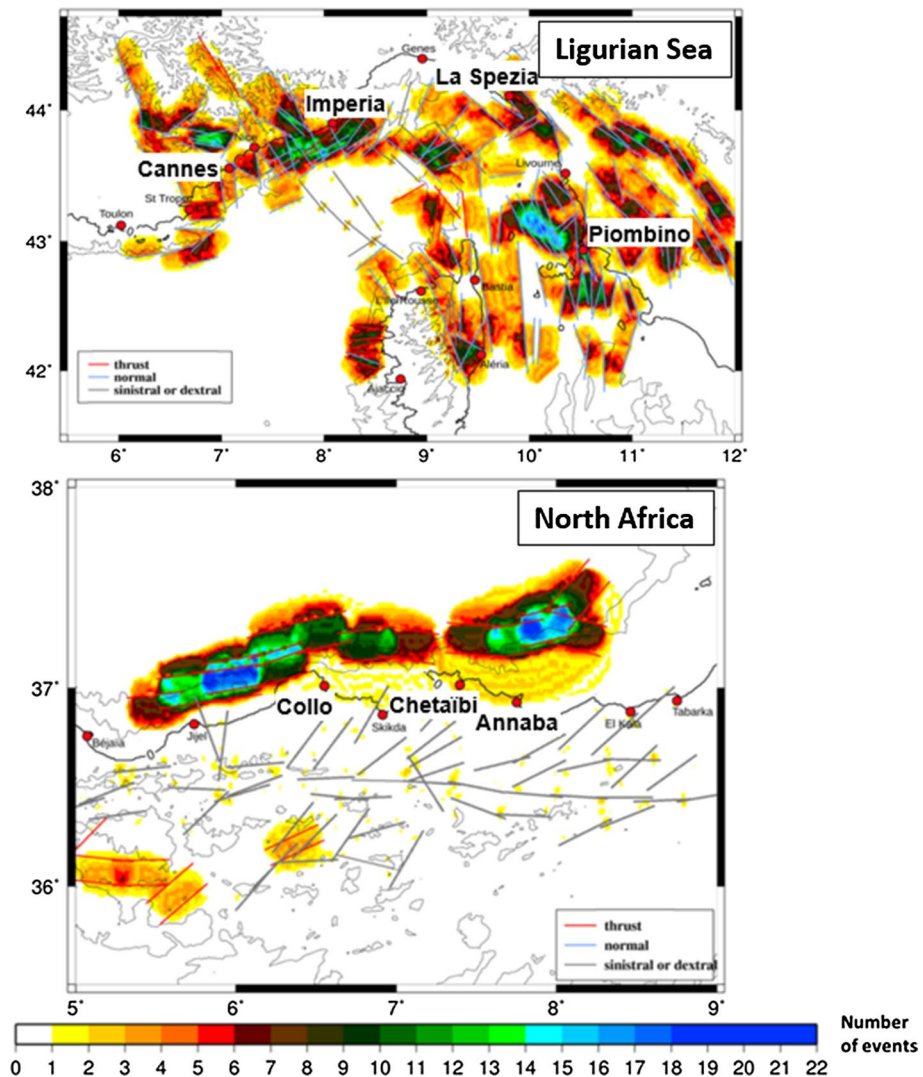 Ligurian Sea
Genes
La Spezia
44°
Imperia
Cannes
Livourne
St Tropez
Toulon
43°
Piombino
Bastia
L'Ile Rousse
thrust
normal
sinistral or dextral
42°
Aléria
Ajaccio
6° 7° 8° 9° 10° 11° 12°
38°
North Africa
37°
Collo Chetaïbi
Annaba
Béjaïa Jijel Skikda El Kala Tabarka
0
36°
thrust
normal
sinistral or dextral
5° 6° 7° 8° 9°
Number
of events
0 1 2 3 4 5 6 7 8 9 10 11 12 13 14 15 16 17 18 19 20 21 22